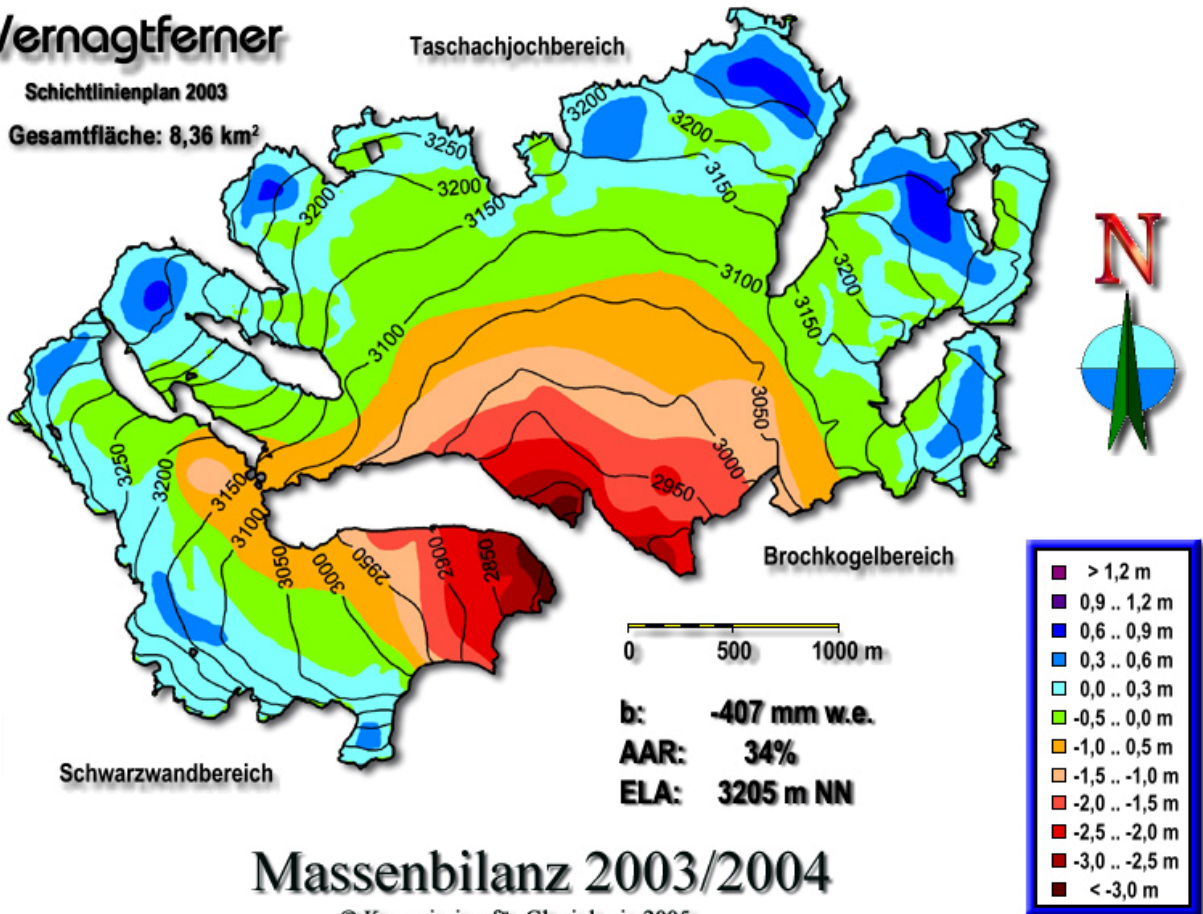 Vernagtferner
Schichtlinienplan 2003
Gesamtfläche: 8,36 km²
Taschachjochbereich
3200
3200
3250
3200
3200
3150
3150
3100
3200
3150
3100
3050
3000
2950
3250
3200
3150
3100
3050
3000
2950
2900
2850
N
Brochkogelbereich
0 500 1000 m
b: -407 mm w.e.
AAR: 34%
ELA: 3205 m NN
Schwarzwandbereich
> 1,2 m
0,9 .. 1,2 m
0,6 .. 0,9 m
0,3 .. 0,6 m
0,0 .. 0,3 m
-0,5 .. 0,0 m
-1,0 .. 0,5 m
-1,5 .. -1,0 m
-2,0 .. -1,5 m
-2,5 .. -2,0 m
-3,0 .. -2,5 m
< -3,0 m
Massenbilanz 2003/2004